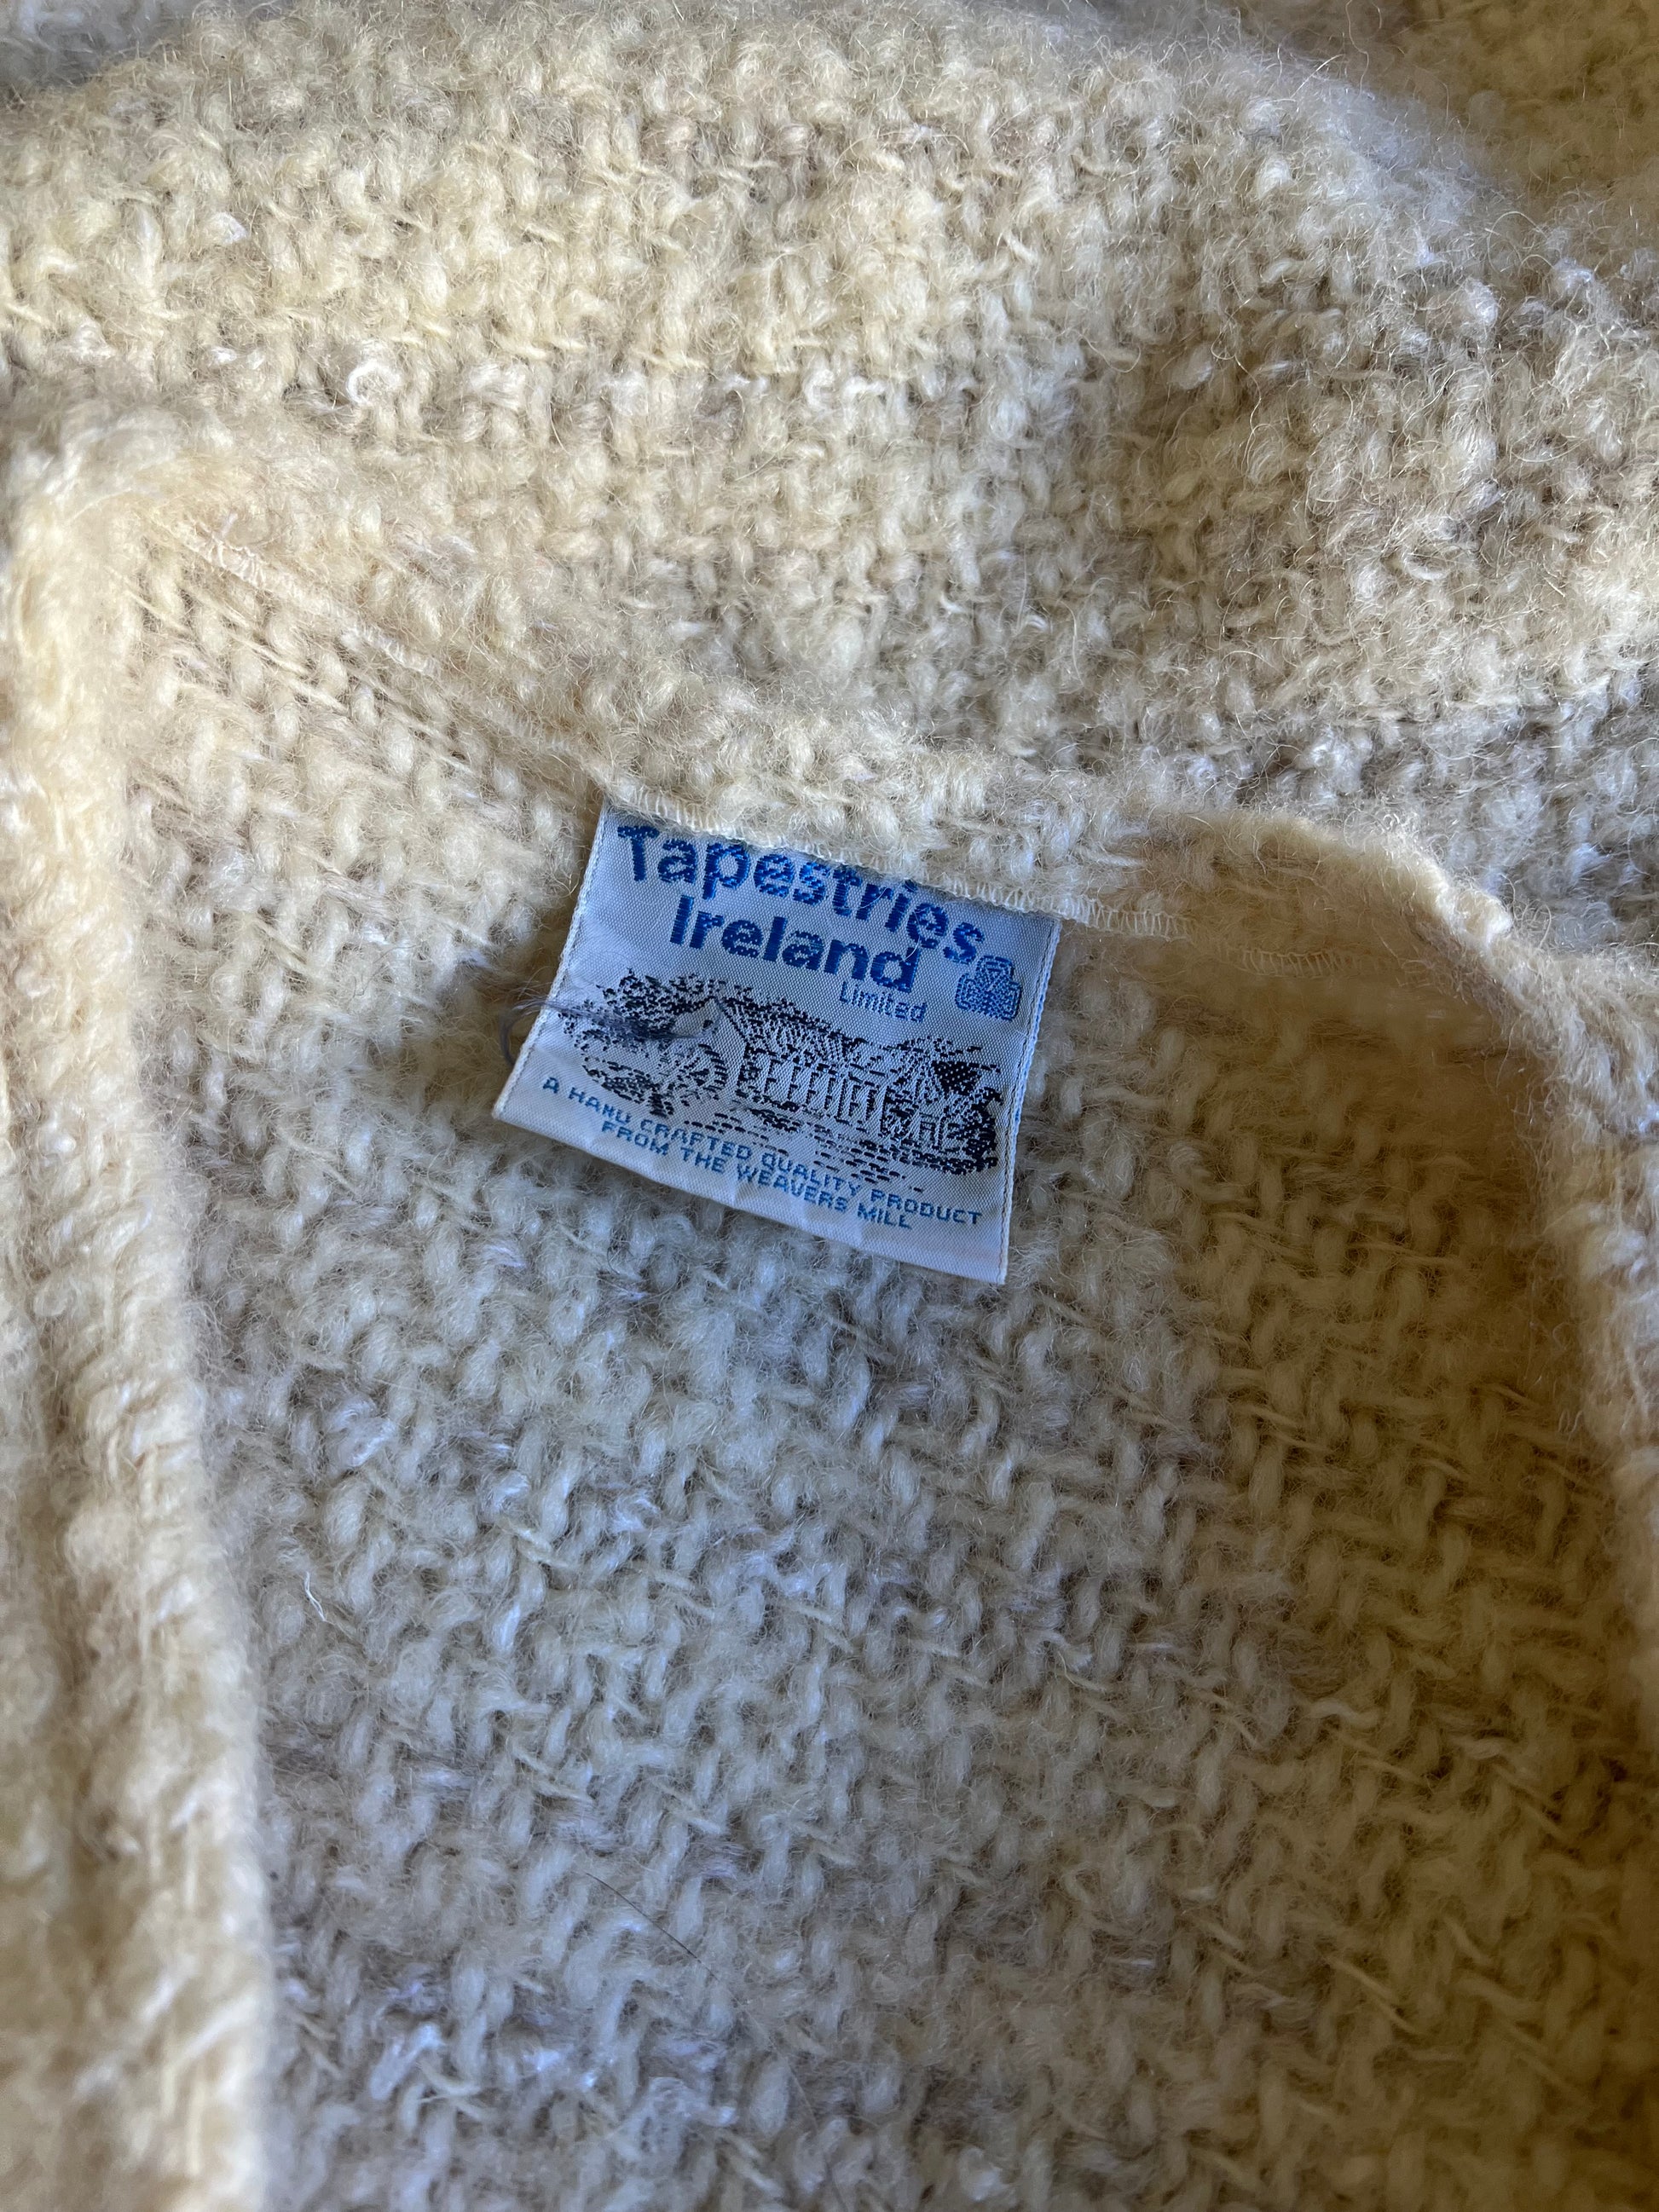 Tapestries
Ireland
Limited
A HAND CRAFTED QUALITY PRODUCT
FROM THE WEAVERS MILL